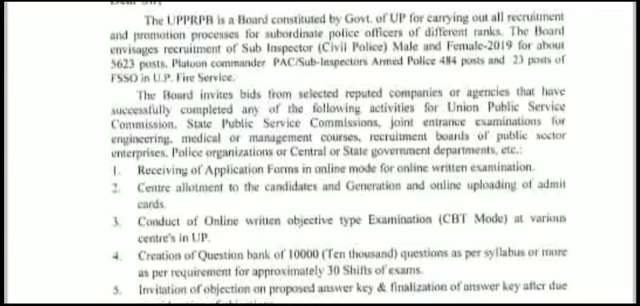 The UPPRPB is a Board constituted by Govt. of UP for carrying out all recruitment
and promotion processes for subordinate police officers of different ranks. The Board
envisages recruitment of Sub Inspector (Civil Police) Male and Female-2019 for about
5623 posts, Platoon commander PAC/Sub-Inspectors Armed Police 484 posts and 23 posts of
FSSO in U.P. Fire Service.
The Board invites bids from selected reputed companies or agencies that have
successfully completed any of the following activities for Union Public Service
Commission, State Public Service Commissions, joint entrance examinations for
engineering, medical or management courses, recruitment boards of public sector
enterprises, Police organizations or Central or State government departments, etc.:
1. Receiving of Application Forms in online mode for online written examination.
2. Centre allotment to the candidates and Generation and online uploading of admit
cards.
3. Conduct of Online written objective type Examination (CBT Mode) at various
centre's in UP.
4. Creation of Question bank of 10000 (Ten thousand) questions as per syllabus or more
as per requirement for approximately 30 Shifts of exams.
5. Invitation of objection on proposed answer key & finalization of answer key after due